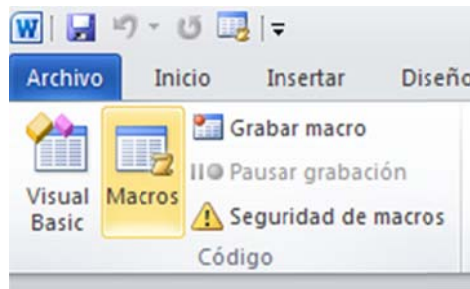 W
Archivo Inicio Insertar Diseño
Grabar macro
Pausar grabación
Visual Basic
Macros
Seguridad de macros
Código